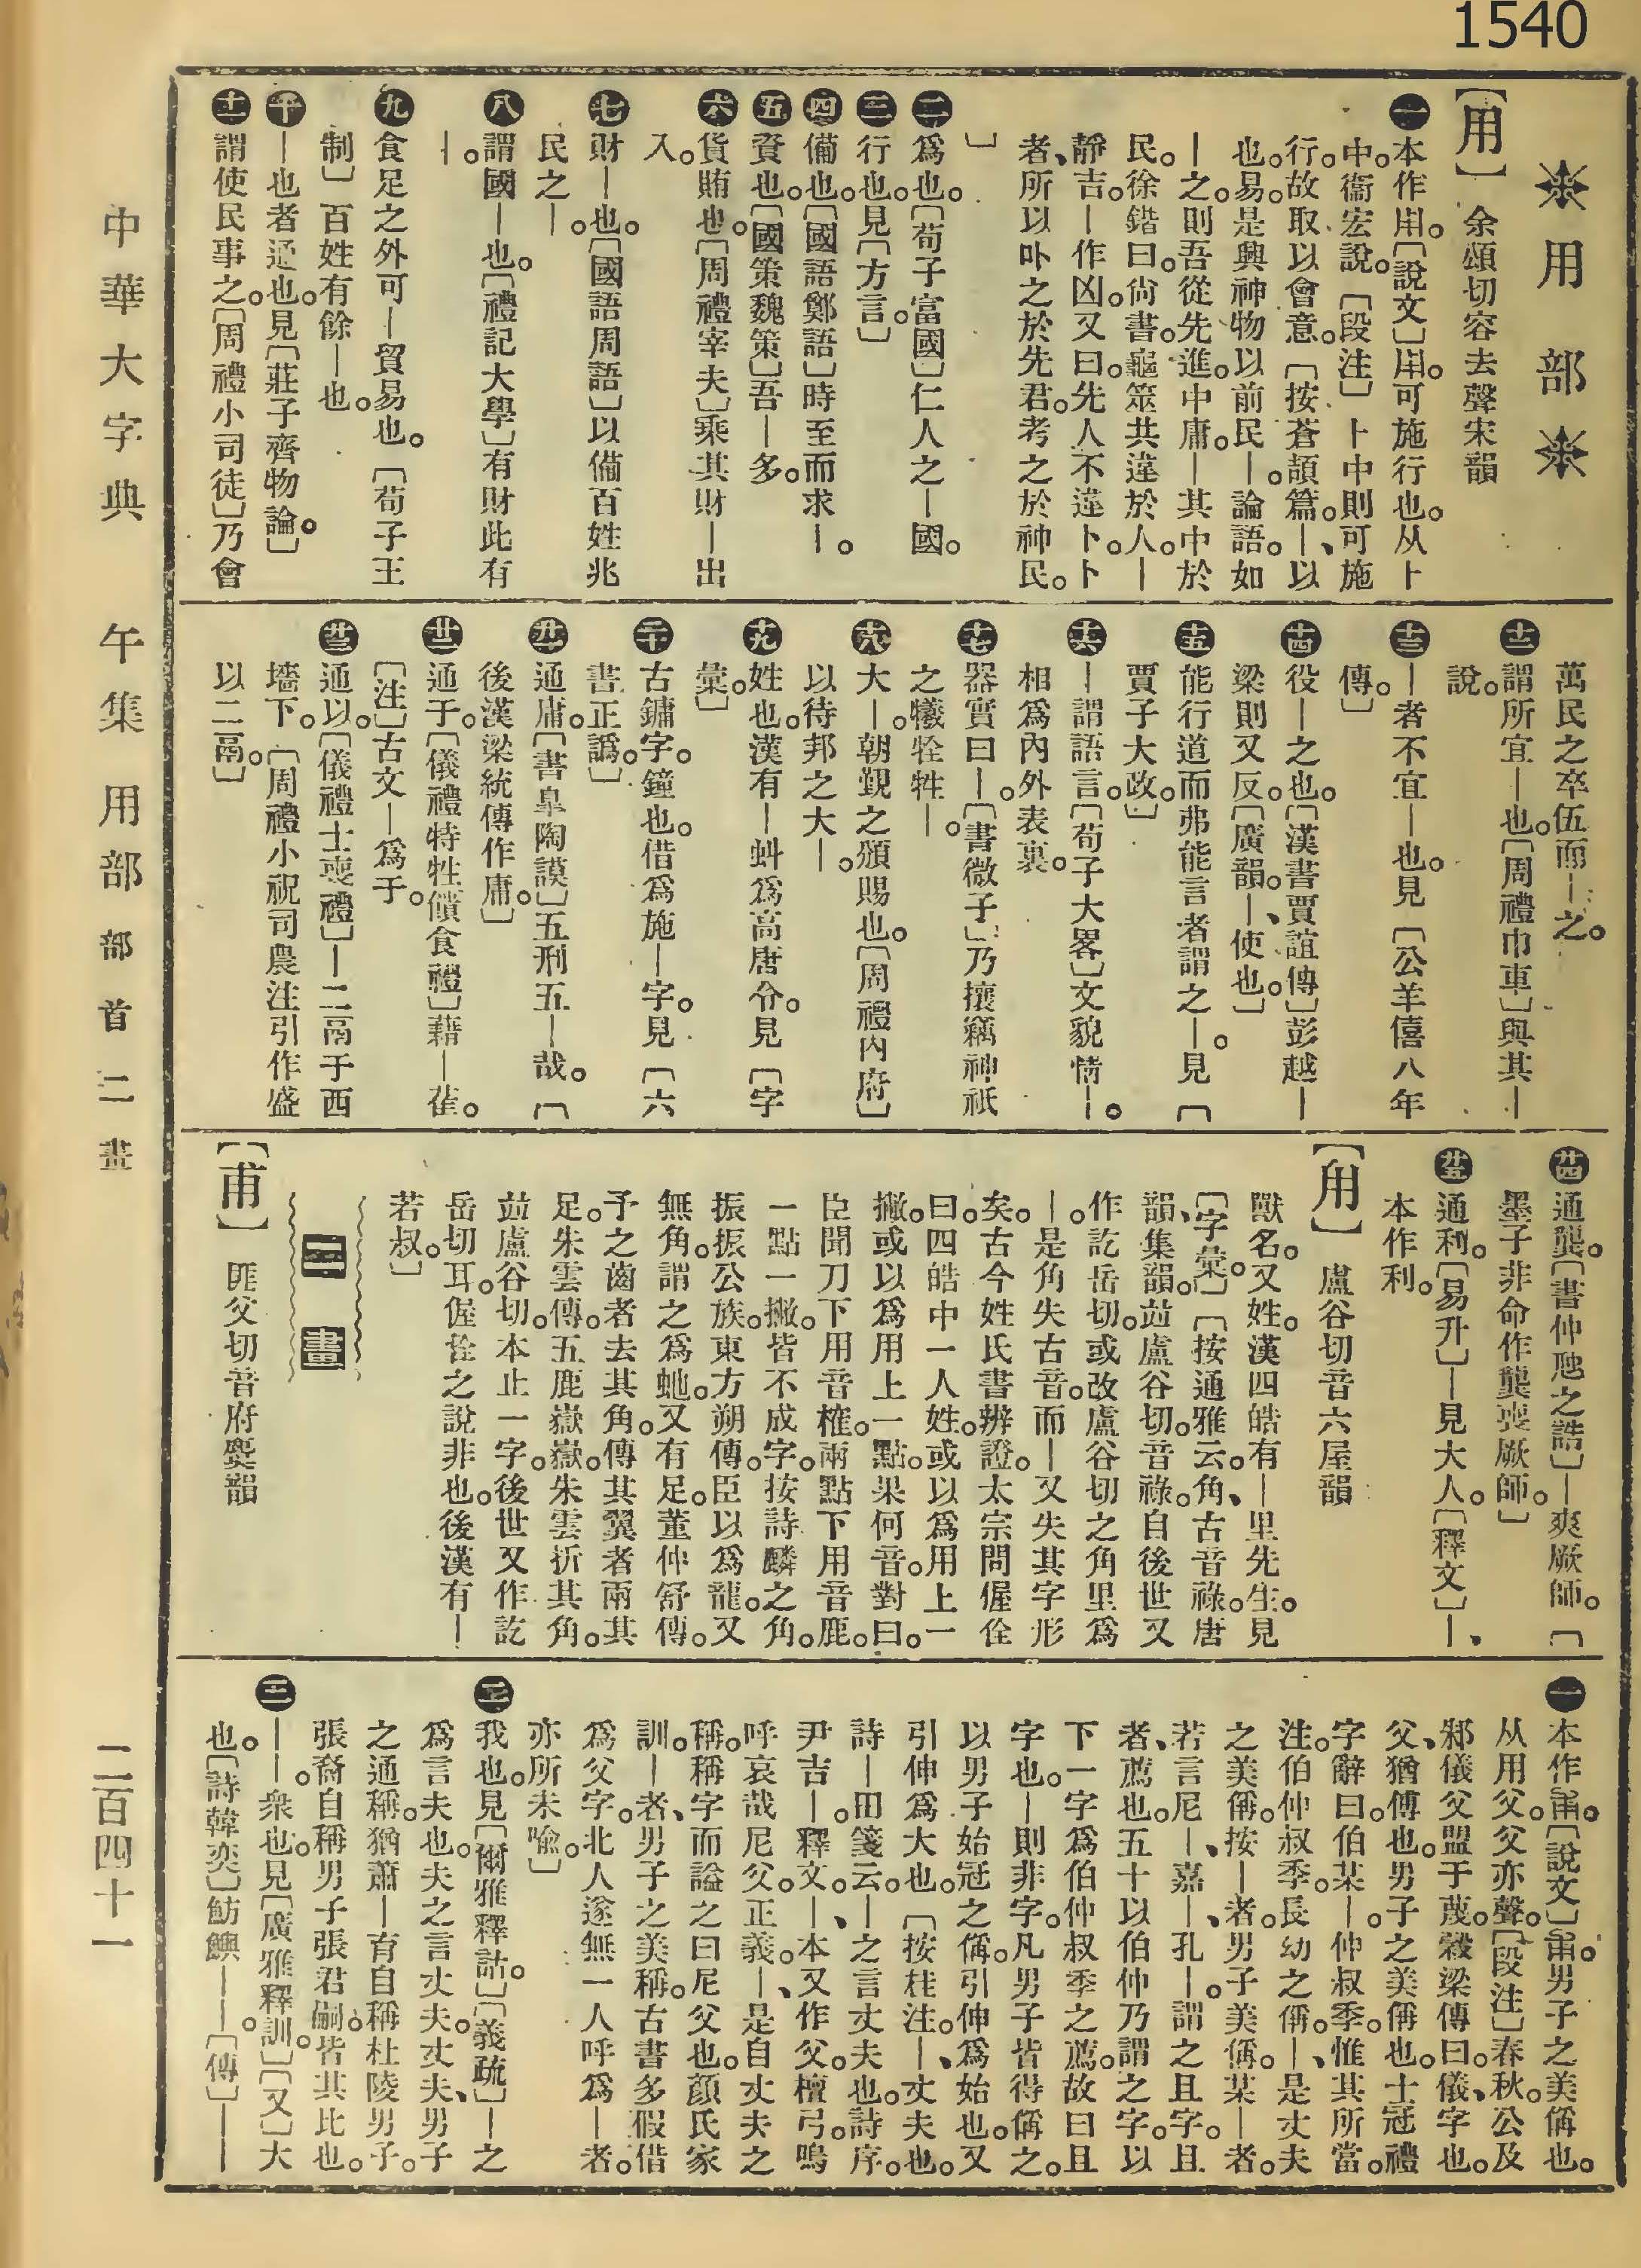 1540
用部
【用】余頌切容去聲宋韻
一 本作𤰃。〔說文〕𤰃。可施行也。从卜
中。衞宏說。〔段注〕卜中則可施
行。故取以會意。〔按蒼頡篇。—、以
也。易。是興神物以前民—。論語。如
—之。則吾從先進。中庸。—其中於
民。徐鍇曰。尙書。龜筮共違於人。—
靜吉。—作凶。又曰。先人不違卜。卜
者、所以卟之於先君。考之於神民。
〕
二 爲也。〔荀子富國〕仁人之—國。
三 行也。見〔方言。〕
四 備也。〔國語鄭語〕時至而求—。
五 資也。〔國策魏策〕吾—多。
六 貨賄也。〔周禮宰夫〕乘其財—出
入。
七 財—也。〔國語周語〕以備百姓兆
民之—。
八 謂國—也。〔禮記大學〕有財此有
—。
九 食足之外可—貿易也。〔荀子王
制〕百姓有餘—也。
十 —也者通也。見〔莊子齊物論。〕
十一 謂使民事之。〔周禮小司徒〕乃會
萬民之卒伍而—之。
十二 謂所宜—也。〔周禮巾車〕與其—
說。
十三 —者不宜—也。見〔公羊僖八年
傳。〕
十四 役—之也。〔漢書賈誼傳〕彭越—
梁則又反。〔廣韻。—、使也。〕
十五 能行道而弗能言者謂之—。見〔
賈子大政。〕
十六 —謂語言。〔荀子大畧〕文貌情—。
相爲內外表裏。
十七 器實曰—。〔書微子〕乃攘竊神祇
之犧牷牲—。
十八 大—。朝覲之頒賜也。〔周禮內府〕
以待邦之大—。
十九 姓也。漢有—蚪爲高唐令。見〔字
彙。〕
二十 古鏞字。鐘也。借爲施—字。見〔六
書正譌。〕
廿一 通庸。〔書皐陶謨〕五刑五—哉。〔
後漢梁統傳作庸。〕
廿二 通于。〔儀禮特牲饋食禮〕藉—萑。
〔注〕古文—爲于。
廿三 通以。〔儀禮士喪禮〕—二鬲于西
墻下。〔周禮小祝司農注引作盛
以二鬲。〕
廿四 通龔。〔書仲虺之誥〕—爽厥師。〔
墨子非命作龔喪厥師。〕
廿五 通利。〔易升〕—見大人。〔釋文〕—、
本作利。
【甪】盧谷切音六屋韻
獸名。又姓。漢四皓有—里先生。見
〔字彙。〕〔按通雅云。角、古音祿。唐
韻、集韻。竝盧谷切。音祿。自後世又
作訖岳切。或改盧谷切之角里爲
—。是角失古音。而—又失其字形
矣。古今姓氏書辨證。太宗問偓佺
曰。四皓中一人姓。或以爲用上一
撇。或以爲用上一點。果何音。對曰。
臣聞刀下用音榷。兩點下用音鹿。
一點一撇。皆不成字。按詩麟之角。
振振公族。東方朔傳。臣以爲龍。又
無角。謂之爲虵。又有足。董仲舒傳。
予之齒者去其角。傅其翼者兩其
足。朱雲傳。五鹿嶽嶽。朱雲折其角。
竝盧谷切。本止一字。後世又作訖
岳切耳。偓佺之說非也。後漢有—
若叔。〕
二畫
【甫】匪父切音府麌韻
一 本作𤰉。〔說文〕𤰉。男子之美偁也。
从用父。父亦聲。〔段注〕春秋。公及
邾儀父盟于蔑。穀梁傳曰。儀、字也。
父、猶傅也。男子之美偁也。士冠禮
字辭曰。伯某—。仲叔季。惟其所當。
注。伯仲叔季。長幼之偁。—、是丈夫
之美偁。按—者。男子美偁。某—者。
若言尼—、嘉—、孔—。謂之且字。且
者、薦也。五十以伯仲乃謂之字。以
下一字爲伯仲叔季之薦。故曰且
字也。—則非字。凡男子皆得偁之。
以男子始冠之偁。引伸爲始也。又
引伸爲大也。〔按桂注。—、丈夫也。
詩—田箋云。—之言丈夫也。詩序。
尹吉—。釋文。—、本又作父。檀弓。嗚
呼哀哉尼父。正義。—、是自丈夫之
稱。稱字而謚之曰尼父也。顏氏家
訓。—者、男子之美稱。古書多假借
爲父字。北人遂無一人呼爲—者。
亦所未喻。〕
二 我也。見〔爾雅釋詁。〕〔義疏〕—之
爲言夫也。夫之言丈夫。丈夫、男子
之通稱。猶蕭—育自稱杜陵男子。
張裔自稱男子張君嗣。皆其比也。
三 ——。衆也。見〔廣雅釋訓。〕〔又〕大
也。〔詩韓奕〕魴鱮——。〔傳〕——
中華大字典 午集 用部 部首 二畫 二百四十一